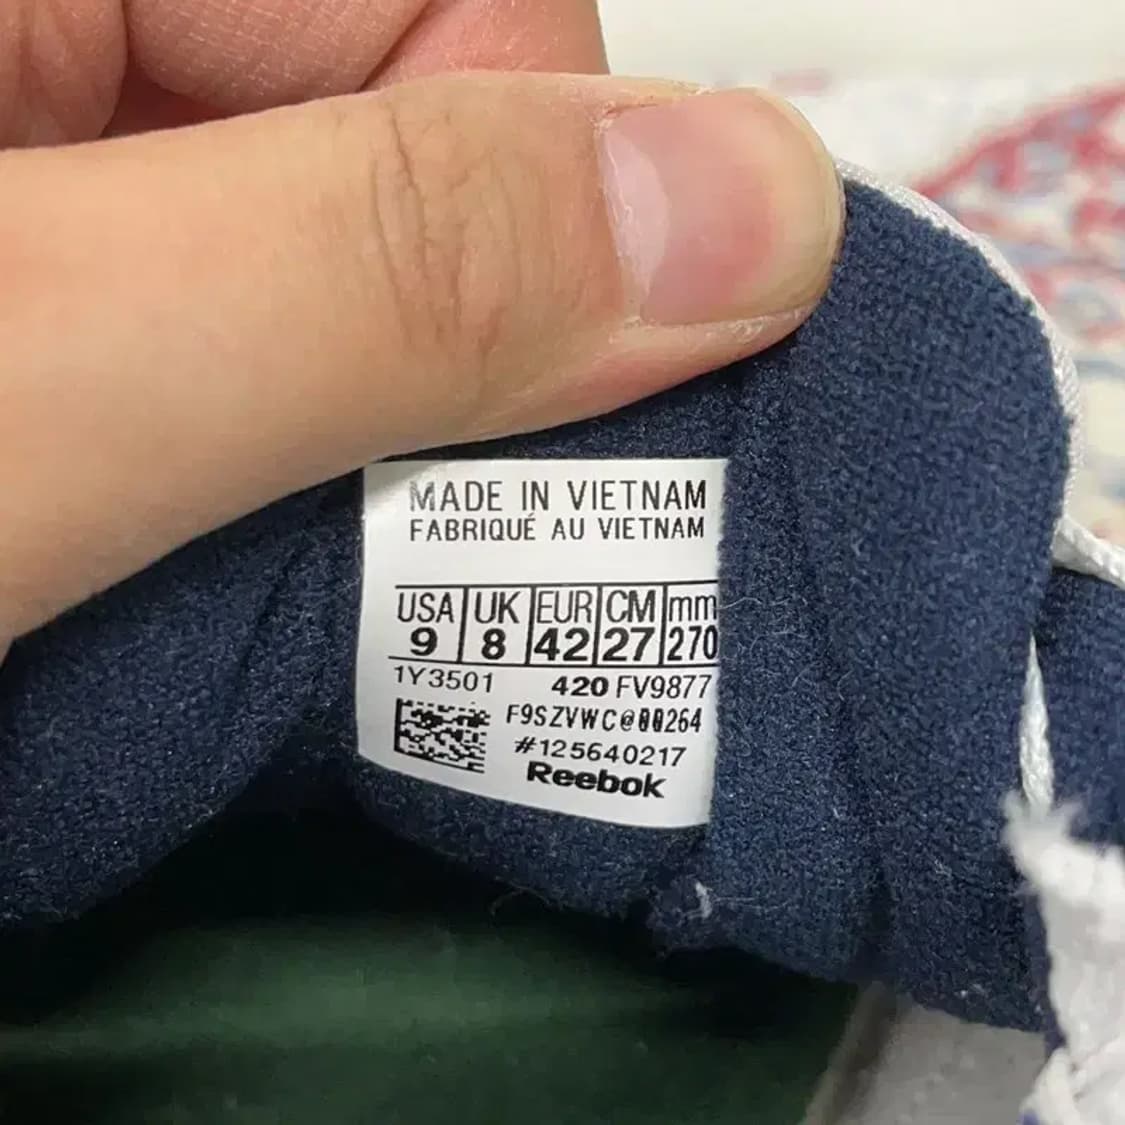 MADE IN VIETNAM
FABRIQUÉ AU VIETNAM
USA UK EUR CM mm
9 8 42 27 270
1Y3501 420 FV9877
F9SZVWC@00264
#125640217
Reebok